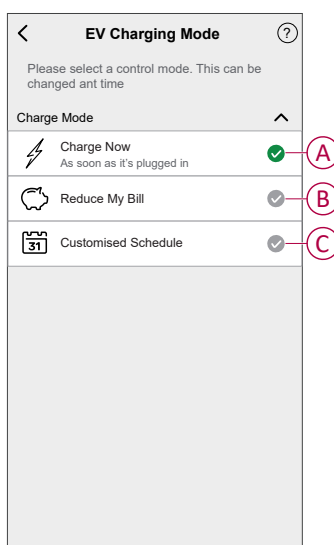 EV Charging Mode
?
Please select a control mode. This can be
changed ant time
Charge Mode
Charge Now
As soon as it's plugged in
A
Reduce My Bill
B
31
Customised Schedule
C